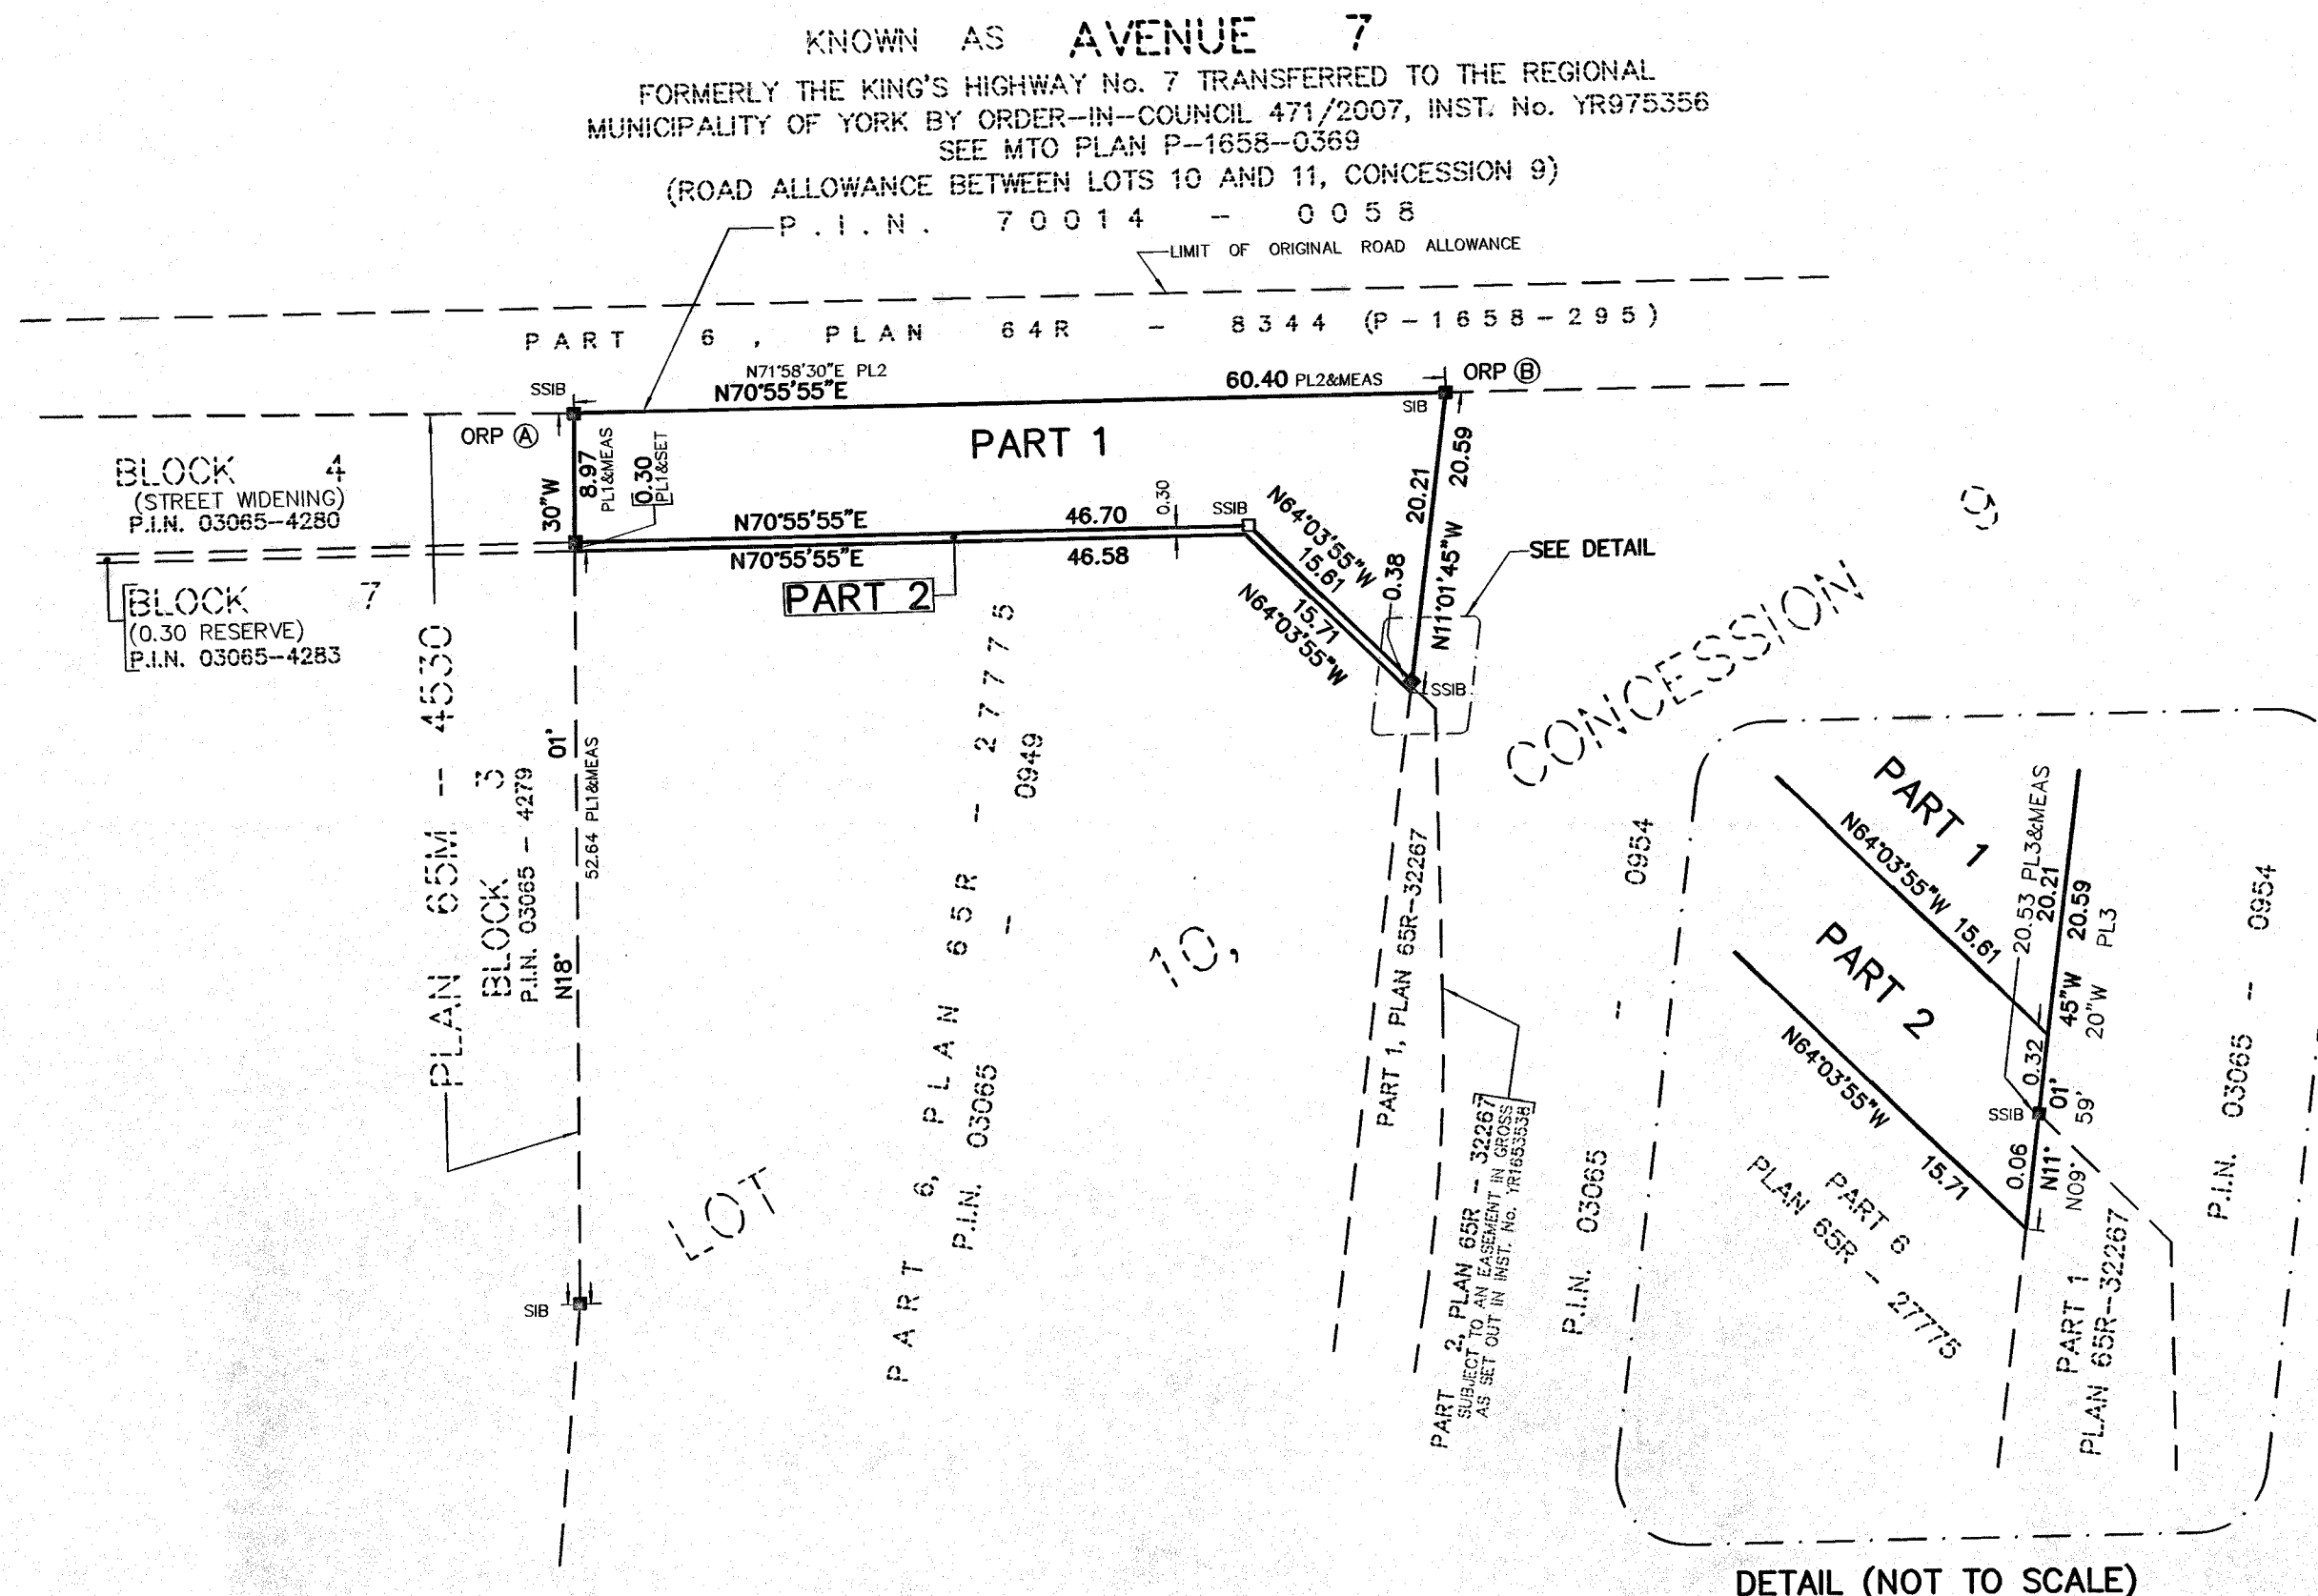 KNOWN AS AVENUE 7
FORMERLY THE KING'S HIGHWAY No. 7 TRANSFERRED TO THE REGIONAL
MUNICIPALITY OF YORK BY ORDER-IN-COUNCIL 471/2007, INST. No. YR975356
SEE MTO PLAN P-1658-0369
(ROAD ALLOWANCE BETWEEN LOTS 10 AND 11, CONCESSION 9)
P.I.N. 70014 - 0058
LIMIT OF ORIGINAL ROAD ALLOWANCE
PART 6, PLAN 64R - 8344 (P-1658-295)
N71°58'30"E PL2
N70°55'55"E
60.40 PL2&MEAS
ORP B
SSIB
SIB
ORP A
PART 1
BLOCK 4
(STREET WIDENING)
P.I.N. 03065-4280
8.97
PL1&MEAS
0.30
PL1&SET
N18° 01' 30"W
N70°55'55"E
46.70
0.30
SSIB
N70°55'55"E
46.58
PART 2
N64°03'55"W
15.61
15.71
N64°03'55"W
0.38
20.21
20.59
N11°01'45"W
SSIB
SEE DETAIL
BLOCK 7
(0.30 RESERVE)
P.I.N. 03065-4283
PLAN 65M - 4530
BLOCK 3
P.I.N. 03065 - 4279
52.64 PL1&MEAS
SIB
LOT 10, CONCESSION 9
PART 6, PLAN 65R - 27775
P.I.N. 03065 - 0949
PART 1, PLAN 65R-32267
PART 2, PLAN 65R - 32267
SUBJECT TO AN EASEMENT IN GROSS
AS SET OUT IN INST. No. YR1653538
P.I.N. 03065 - 0954
PART 1
N64°03'55"W 15.61
PART 2
N64°03'55"W 15.71
20.53 PL3&MEAS
20.21
20.59
PL3
0.32
SSIB
0.06
N11° 01' 45"W
N09° 59' 20"W
PART 6
PLAN 65R - 27775
PART 1
PLAN 65R-32267
P.I.N. 03065 - 0954
DETAIL (NOT TO SCALE)